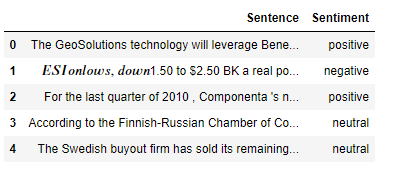 Sentence Sentiment
0 The GeoSolutions technology will leverage Bene... positive
1 ESIonlows, down1.50 to $2.50 BK a real po... negative
2 For the last quarter of 2010 , Componenta 's n... positive
3 According to the Finnish-Russian Chamber of Co... neutral
4 The Swedish buyout firm has sold its remaining... neutral